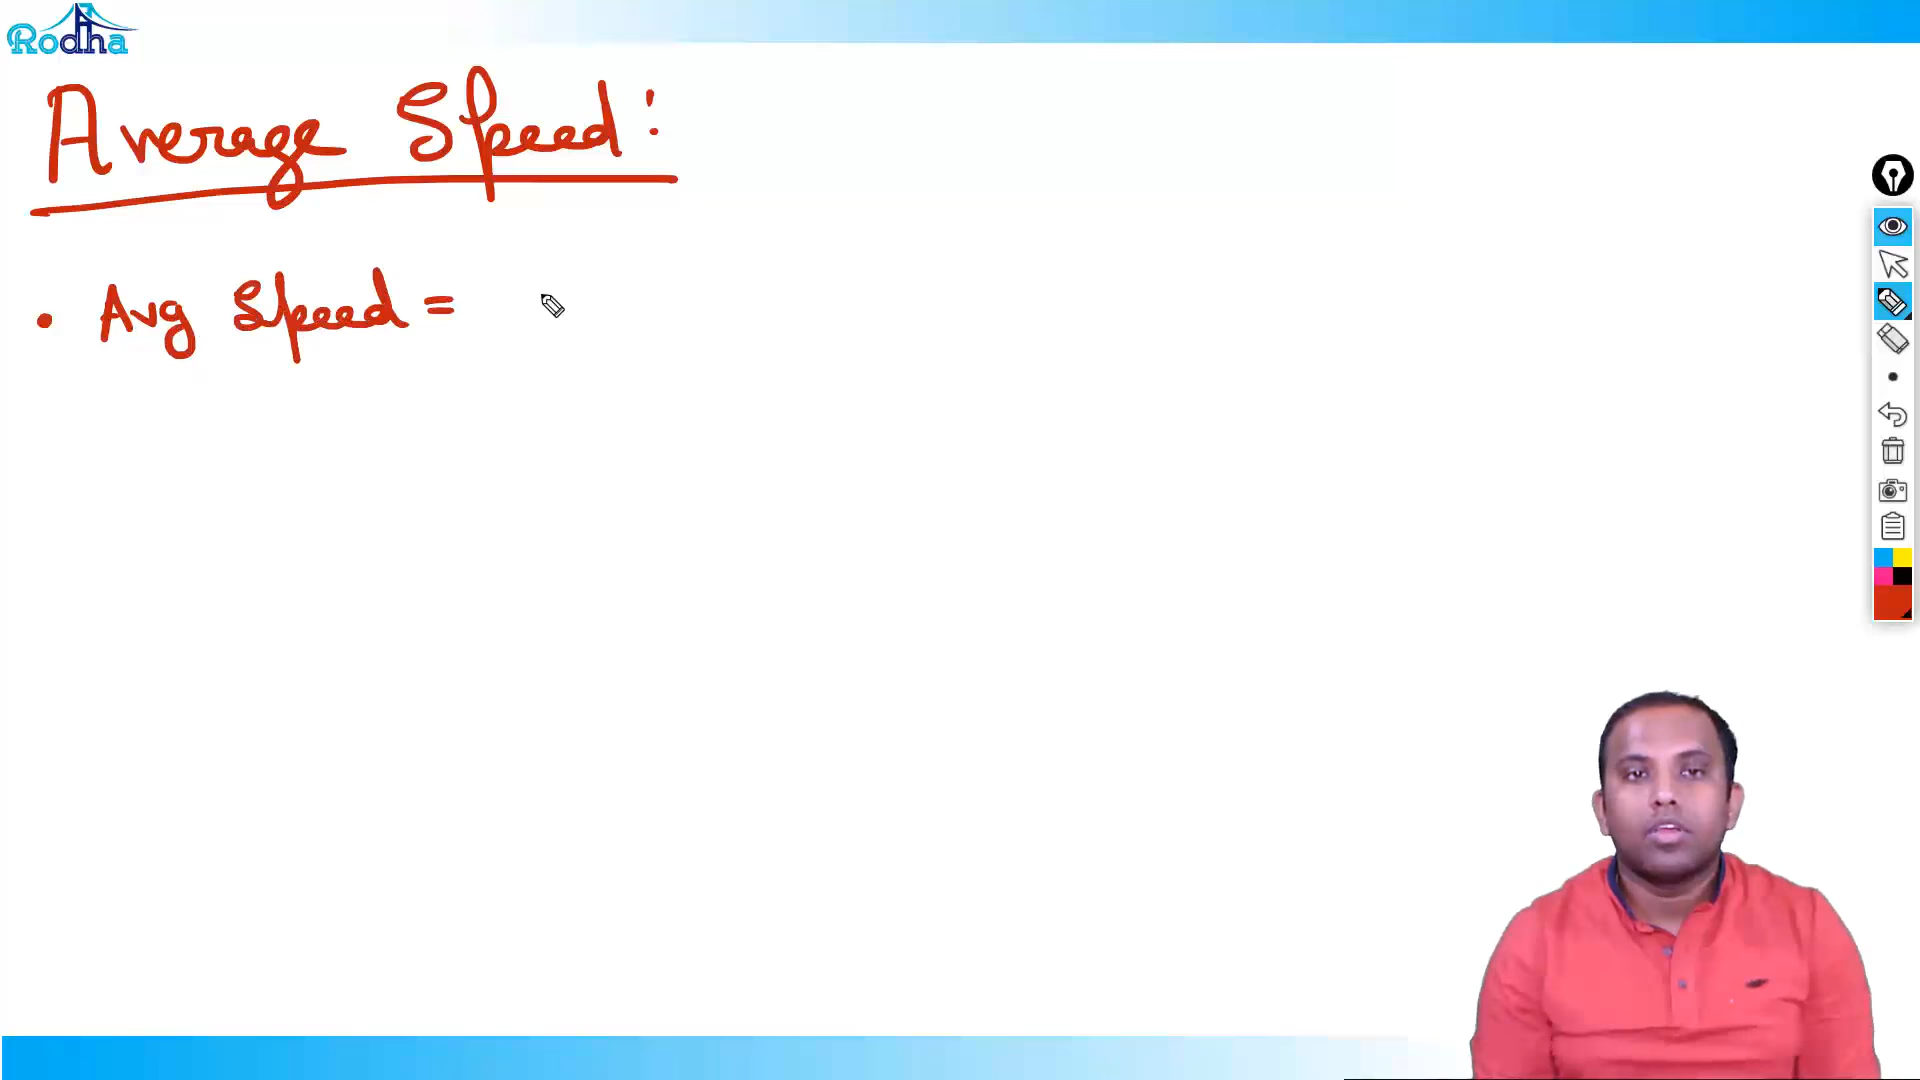 Rodha
Average Speed:
• Avg Speed =